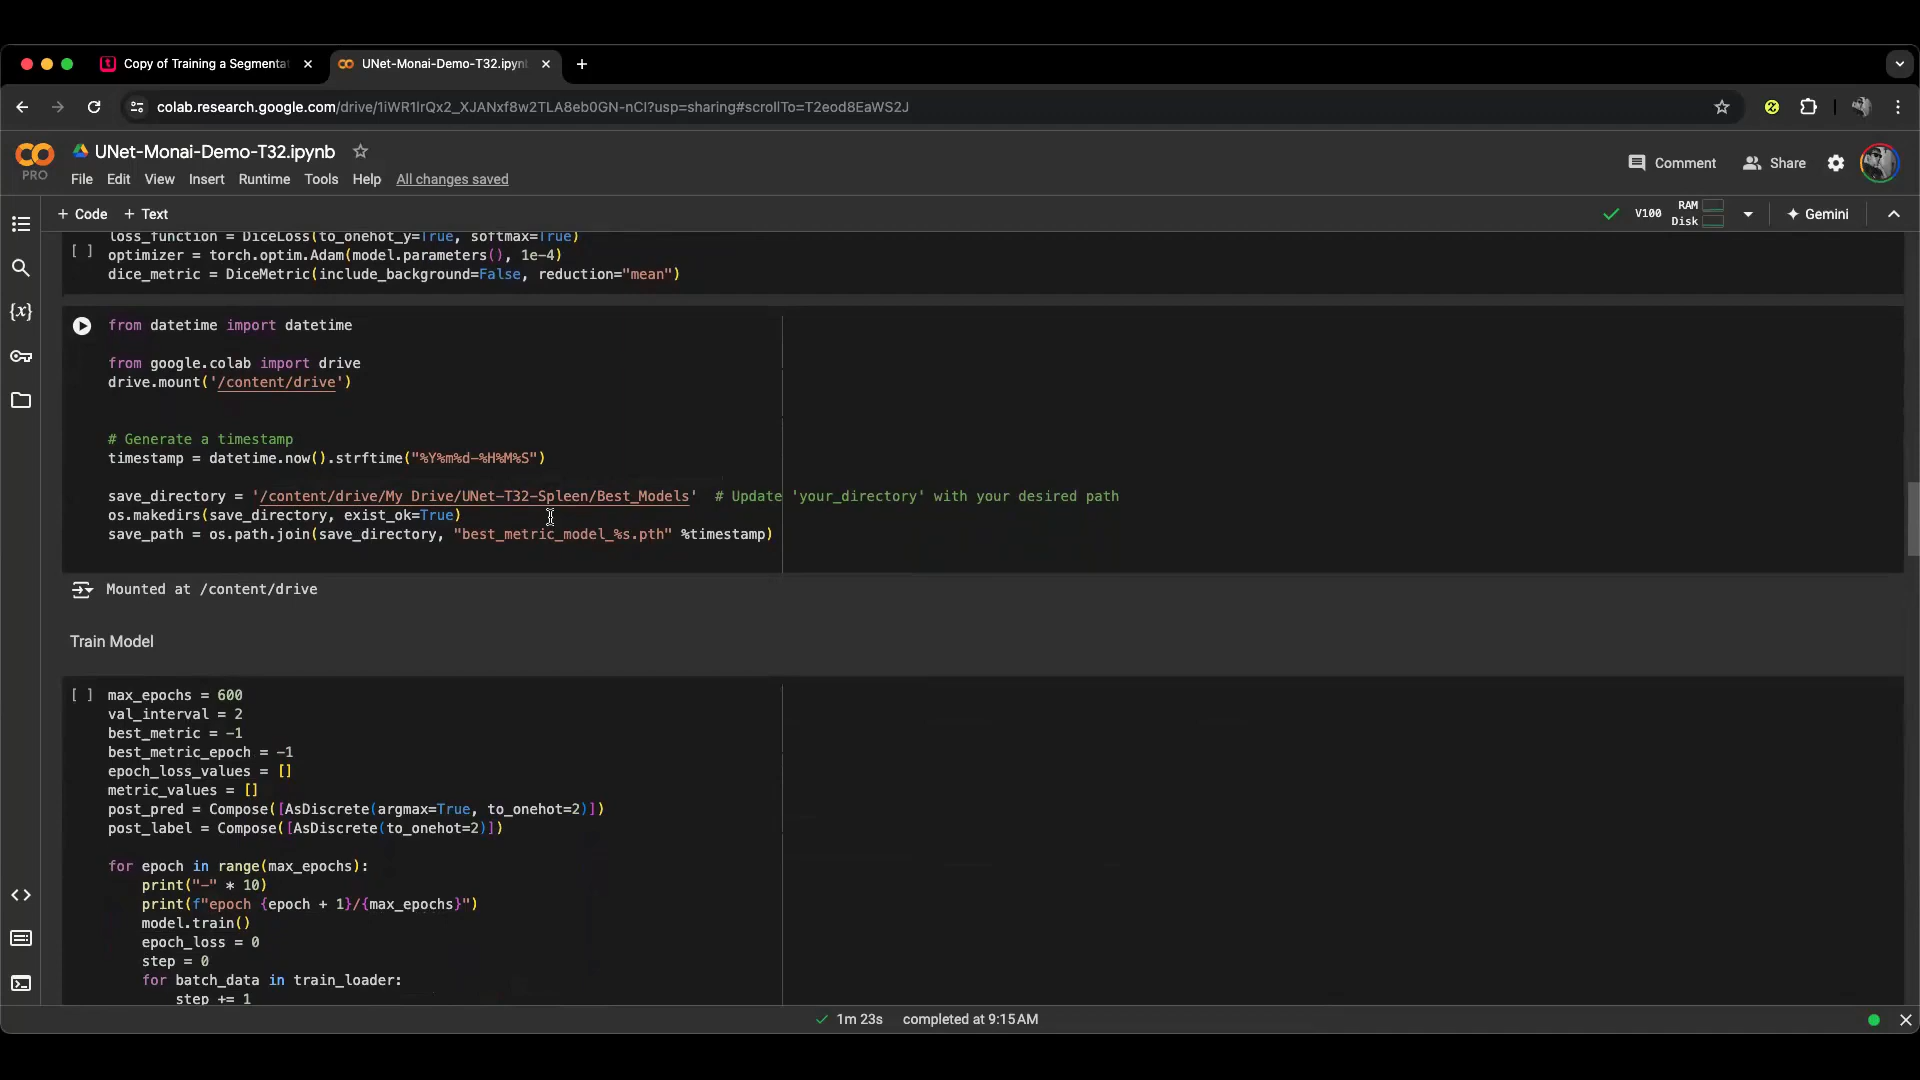 Copy of Training a Segmenta
UNet-Monai-Demo-T32.ipyn
colab.research.google.com/drive/1iWR1lrQx2_XJANxf8w2TLA8eb0GN-nCI?usp=sharing#scrollTo=T2eod8EaWS2J
UNet-Monai-Demo-T32.ipynb
PRO
Comment
Share
File Edit View Insert Runtime Tools Help All changes saved
+ Code + Text
V100
RAM
Disk
Gemini
loss_function = DiceLoss(to_onehot_y=True, softmax=True)
[ ]
optimizer = torch.optim.Adam(model.parameters(), 1e-4)
dice_metric = DiceMetric(include_background=False, reduction="mean")
{x}
from datetime import datetime
from google.colab import drive
drive.mount('/content/drive')
# Generate a timestamp
timestamp = datetime.now().strftime("%Y%m%d-%H%M%S")
save_directory = '/content/drive/My Drive/UNet-T32-Spleen/Best_Models'  # Update 'your_directory' with your desired path
os.makedirs(save_directory, exist_ok=True)
save_path = os.path.join(save_directory, "best_metric_model_%s.pth" %timestamp)
Mounted at /content/drive
Train Model
[ ] max_epochs = 600
val_interval = 2
best_metric = -1
best_metric_epoch = -1
epoch_loss_values = []
metric_values = []
post_pred = Compose([AsDiscrete(argmax=True, to_onehot=2)])
post_label = Compose([AsDiscrete(to_onehot=2)])
for epoch in range(max_epochs):
print("-" * 10)
print(f"epoch {epoch + 1}/{max_epochs}")
model.train()
epoch_loss = 0
step = 0
for batch_data in train_loader:
step += 1
1m 23s completed at 9:15 AM